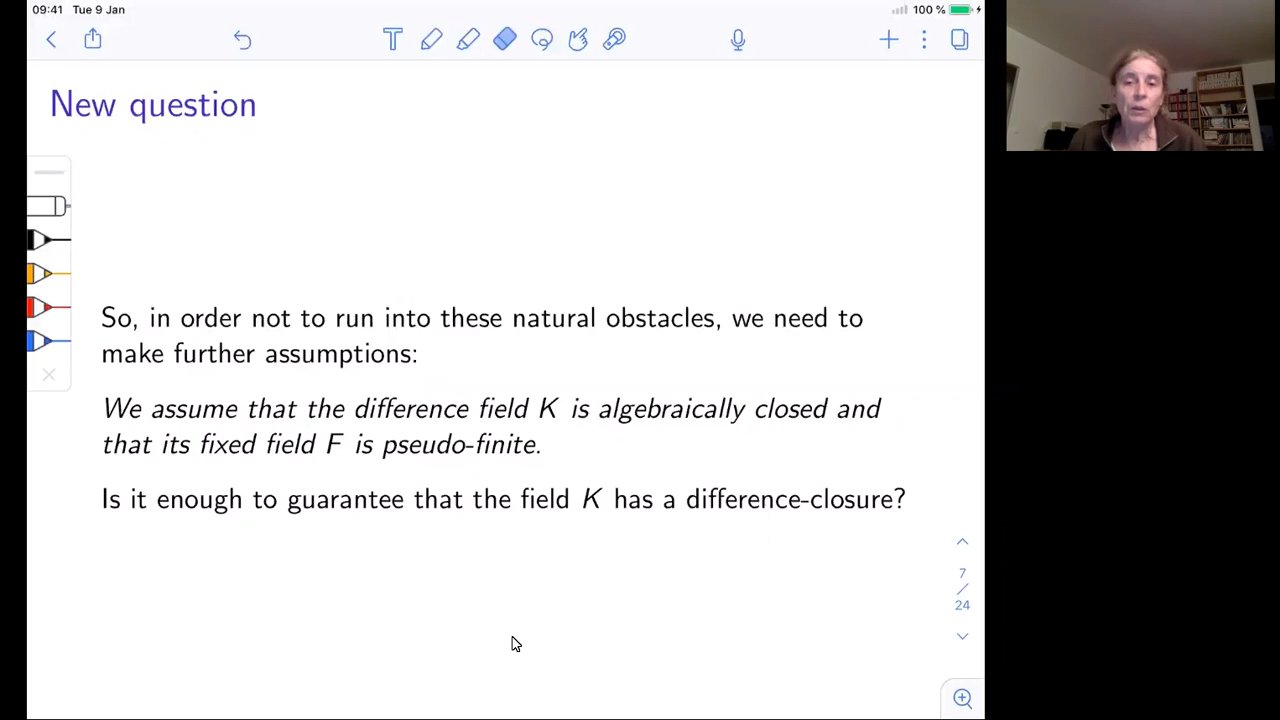 09:41 Tue 9 Jan
100 %
New question
So, in order not to run into these natural obstacles, we need to
make further assumptions:
We assume that the difference field K is algebraically closed and
that its fixed field F is pseudo-finite.
Is it enough to guarantee that the field K has a difference-closure?
7
/
24